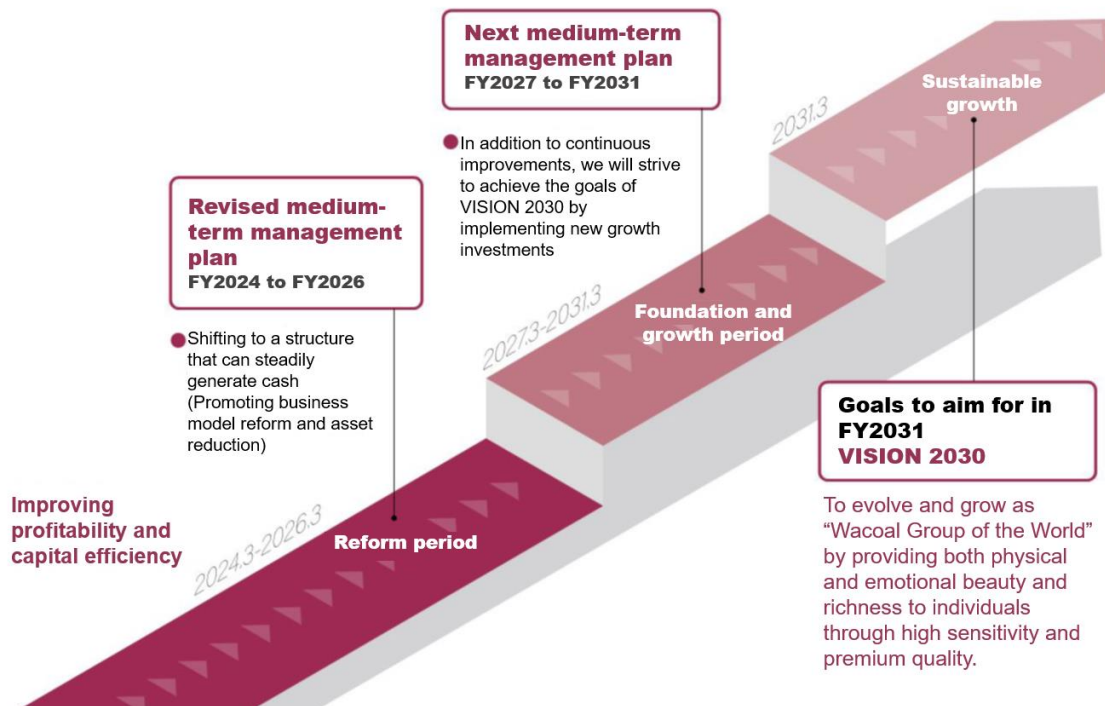 Next medium-term
management plan
FY2027 to FY2031
In addition to continuous
improvements, we will strive
to achieve the goals of
VISION 2030 by
implementing new growth
investments
Revised medium-
term management
plan
FY2024 to FY2026
Shifting to a structure
that can steadily
generate cash
(Promoting business
model reform and asset
reduction)
Improving
profitability and
capital efficiency
2024.3-2026.3
Reform period
2027.3-2031.3
Foundation and
growth period
2031.3
Sustainable
growth
Goals to aim for in
FY2031
VISION 2030
To evolve and grow as
“Wacoal Group of the World”
by providing both physical
and emotional beauty and
richness to individuals
through high sensitivity and
premium quality.